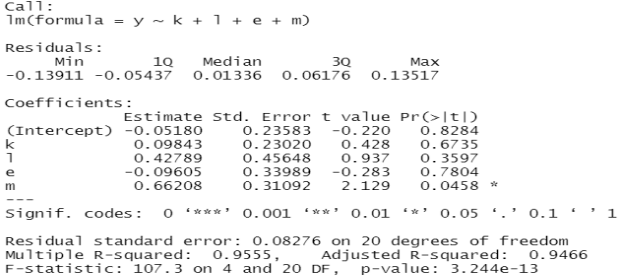 Call:
lm(formula = y ~ k + l + e + m)
Residuals:
Min 1Q Median 3Q Max
-0.13911 -0.05437 0.01336 0.06176 0.13517
Coefficients:
Estimate Std. Error t value Pr(>|t|)
(Intercept) -0.05180 0.23583 -0.220 0.8284
k 0.09843 0.23020 0.428 0.6735
l 0.42789 0.45648 0.937 0.3597
e -0.09605 0.33989 -0.283 0.7804
m 0.66208 0.31092 2.129 0.0458 *
---
Signif. codes: 0 ‘***’ 0.001 ‘**’ 0.01 ‘*’ 0.05 ‘.’ 0.1 ‘ ’ 1
Residual standard error: 0.08276 on 20 degrees of freedom
Multiple R-squared: 0.9555, Adjusted R-squared: 0.9466
F-statistic: 107.3 on 4 and 20 DF, p-value: 3.244e-13